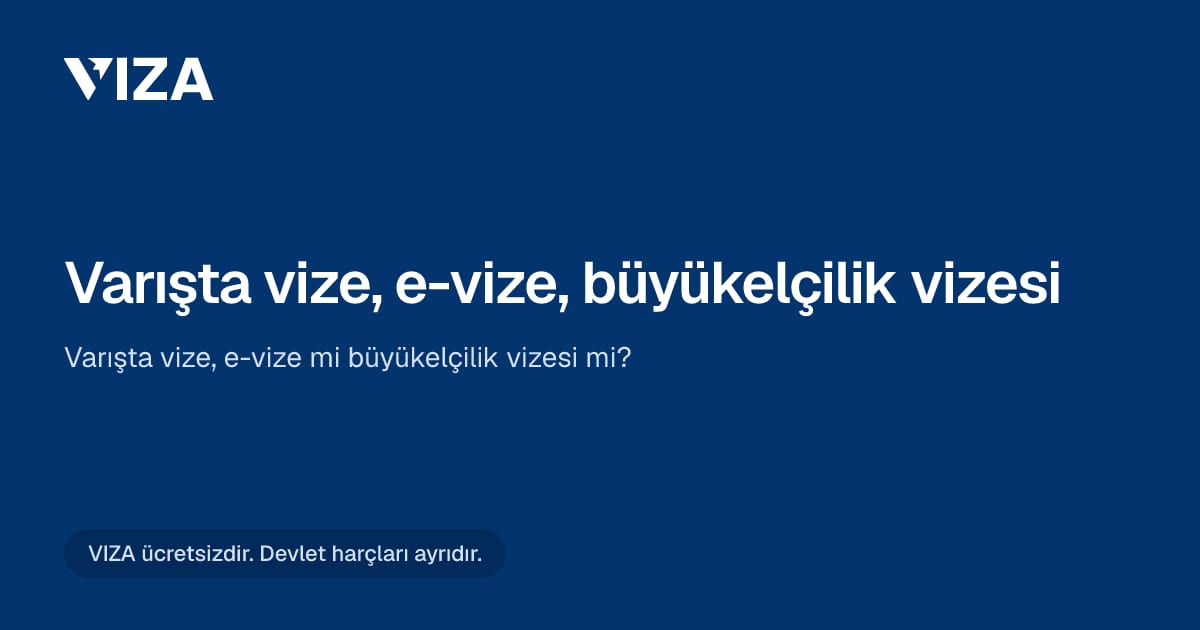 VIZA
Varışta vize, e-vize, büyükelçilik vizesi
Varışta vize, e-vize mi büyükelçilik vizesi mi?
VIZA ücretsizdir. Devlet harçları ayrıdır.